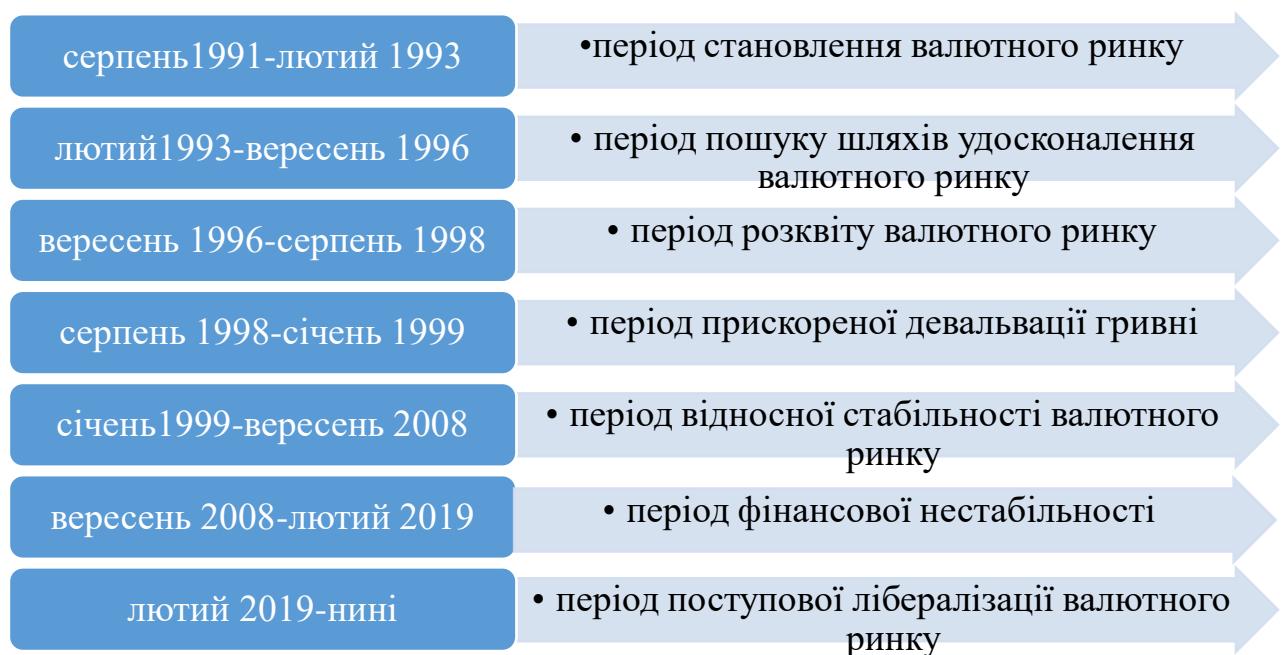 серпень1991-лютий 1993
•період становлення валютного ринку
лютий1993-вересень 1996
• період пошуку шляхів удосконалення
валютного ринку
вересень 1996-серпень 1998
• період розквіту валютного ринку
серпень 1998-січень 1999
• період прискореної девальвації гривні
січень1999-вересень 2008
• період відносної стабільності валютного
ринку
вересень 2008-лютий 2019
• період фінансової нестабільності
лютий 2019-нині
• період поступової лібералізації валютного
ринку